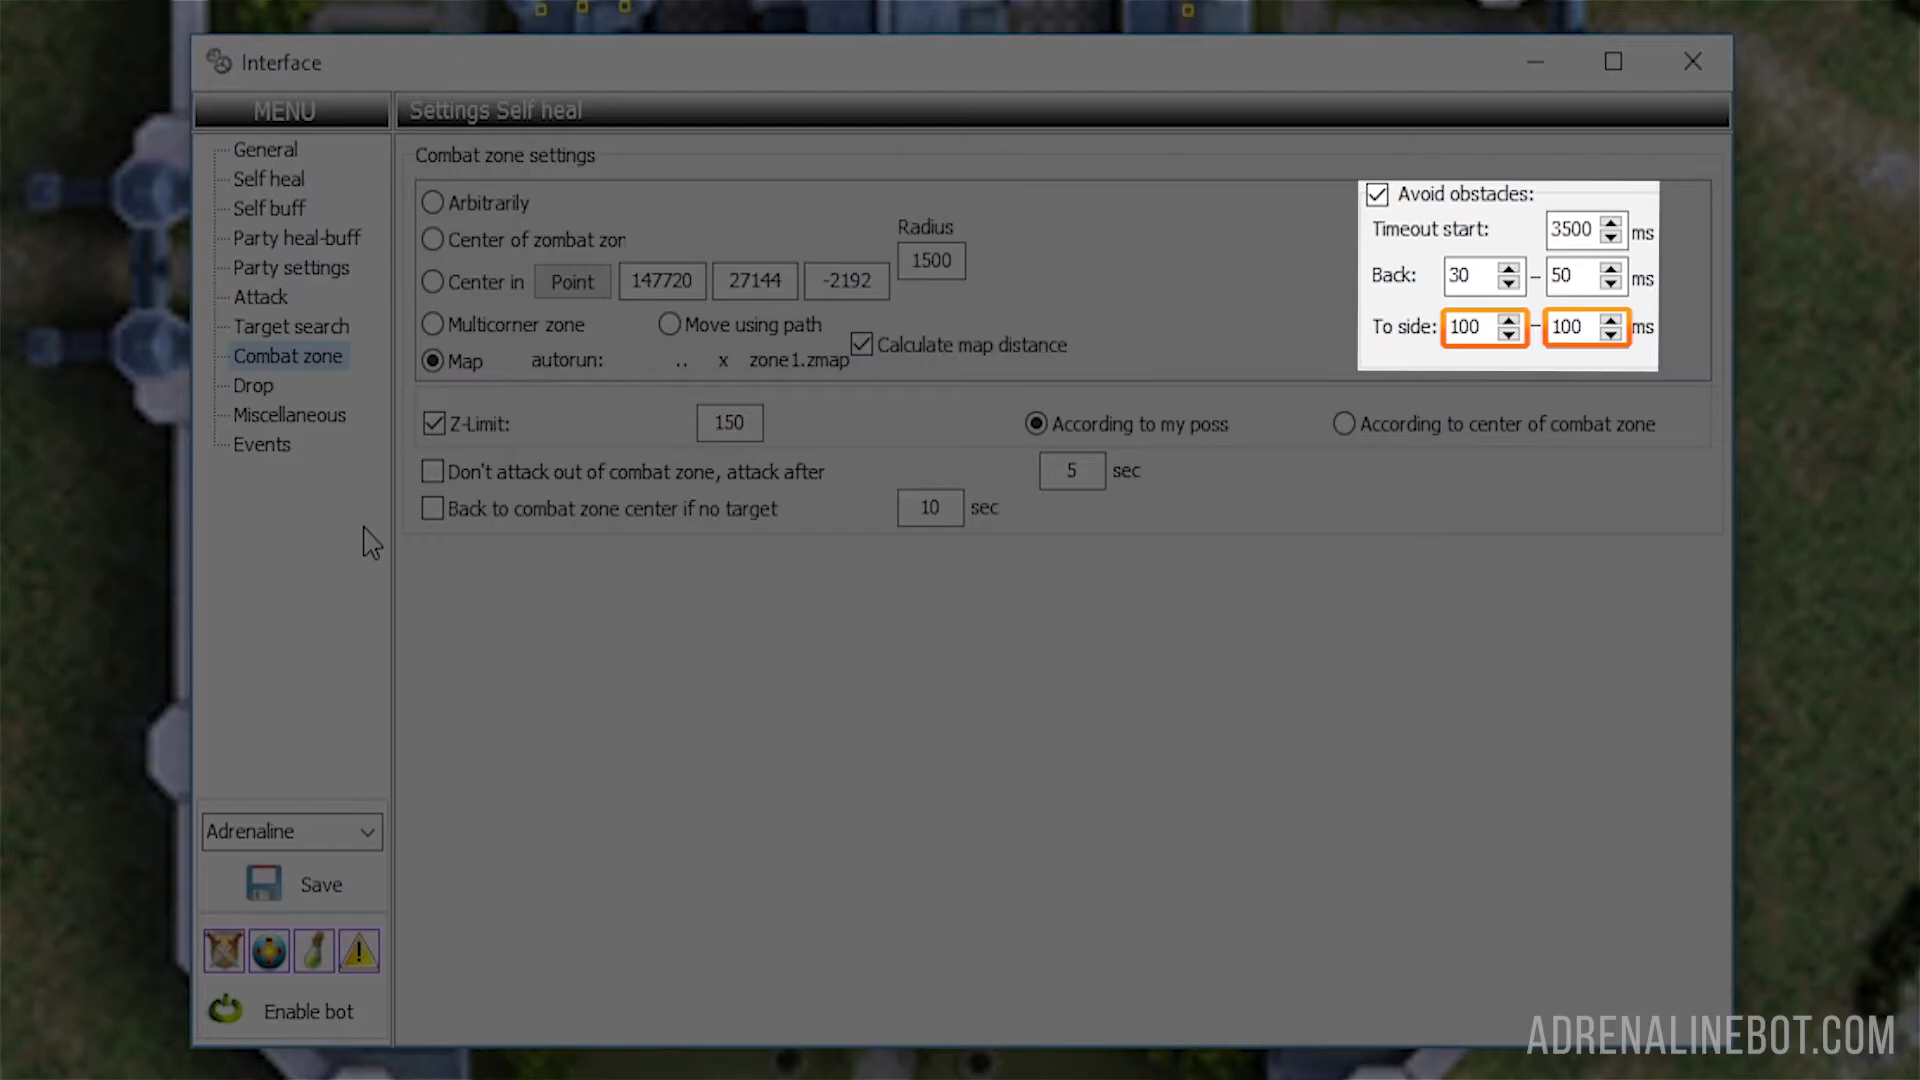 Interface
MENU
Settings Self heal
General
Self heal
Self buff
Party heal-buff
Party settings
Attack
Target search
Combat zone
Drop
Miscellaneous
Events
Combat zone settings
Arbitrarily
Center of zombat zor
Center in Point 147720 27144 -2192
Radius
1500
Multicorner zone Move using path
Map autorun: .. x zone1.zmap
Calculate map distance
Avoid obstacles:
Timeout start: 3500 ms
Back: 30 - 50 ms
To side: 100 - 100 ms
Z-Limit: 150 According to my poss According to center of combat zone
Don't attack out of combat zone, attack after 5 sec
Back to combat zone center if no target 10 sec
Adrenaline
Save
Enable bot
ADRENALINEBOT.COM